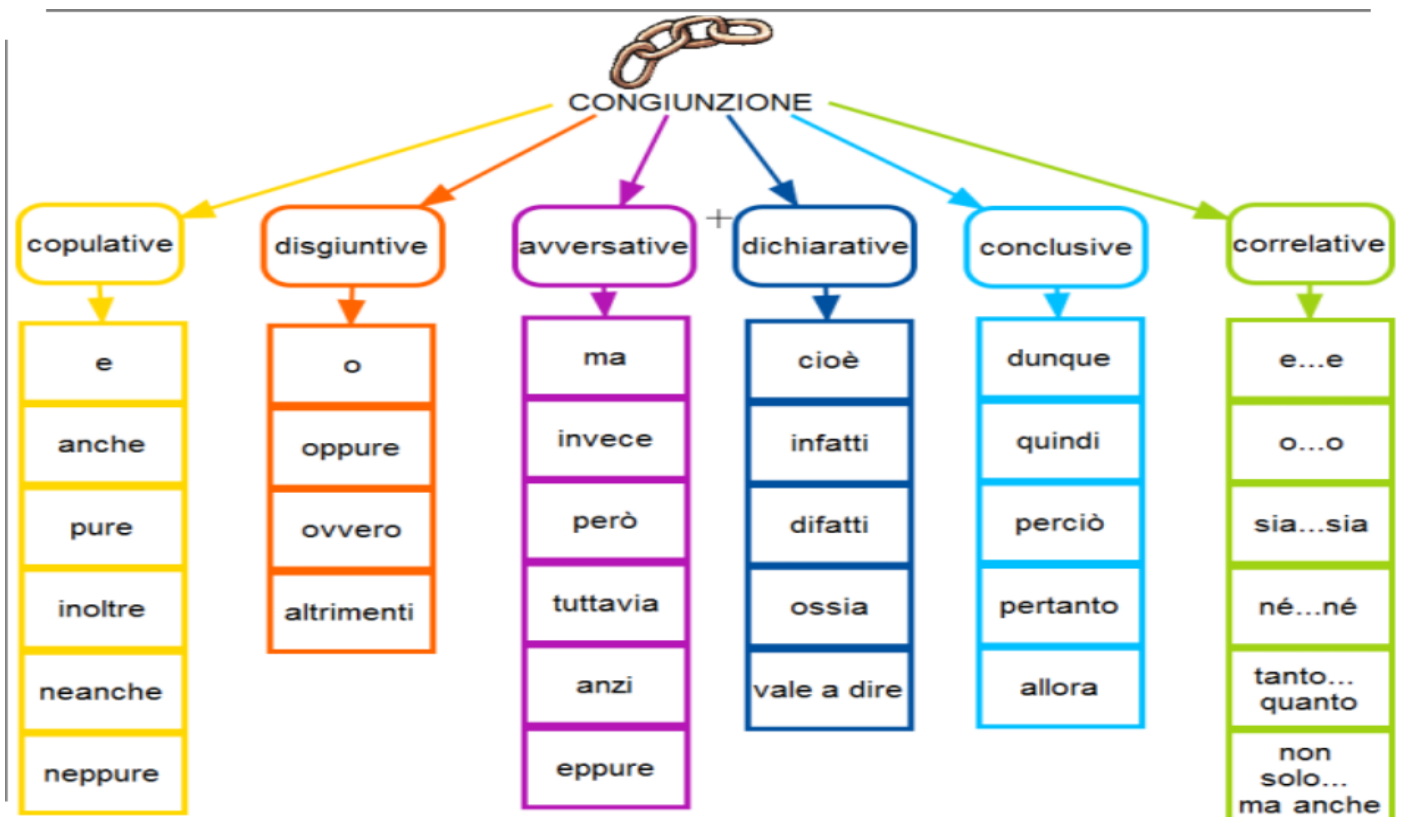 CONGIUNZIONE
copulative
e
anche
pure
inoltre
neanche
neppure
disgiuntive
o
oppure
ovvero
altrimenti
avversative
ma
invece
però
tuttavia
anzi
eppure
dichiarative
cioè
infatti
difatti
ossia
vale a dire
conclusive
dunque
quindi
perciò
pertanto
allora
correlative
e...e
o...o
sia...sia
né...né
tanto...
quanto
non
solo...
ma anche